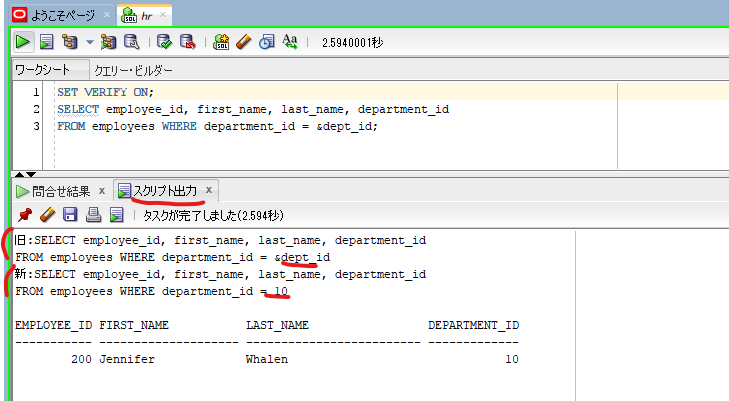 ようこそページ × hr ×
2.5940001秒
ワークシート クエリー・ビルダー
1 SET VERIFY ON;
2 SELECT employee_id, first_name, last_name, department_id
3 FROM employees WHERE department_id = &dept_id;
問合せ結果 x スクリプト出力 x
タスクが完了しました(2.594秒)
旧:SELECT employee_id, first_name, last_name, department_id
FROM employees WHERE department_id = &dept_id
新:SELECT employee_id, first_name, last_name, department_id
FROM employees WHERE department_id = 10
EMPLOYEE_ID FIRST_NAME LAST_NAME DEPARTMENT_ID
----------- -------------------- ------------------------- -------------
200 Jennifer Whalen 10